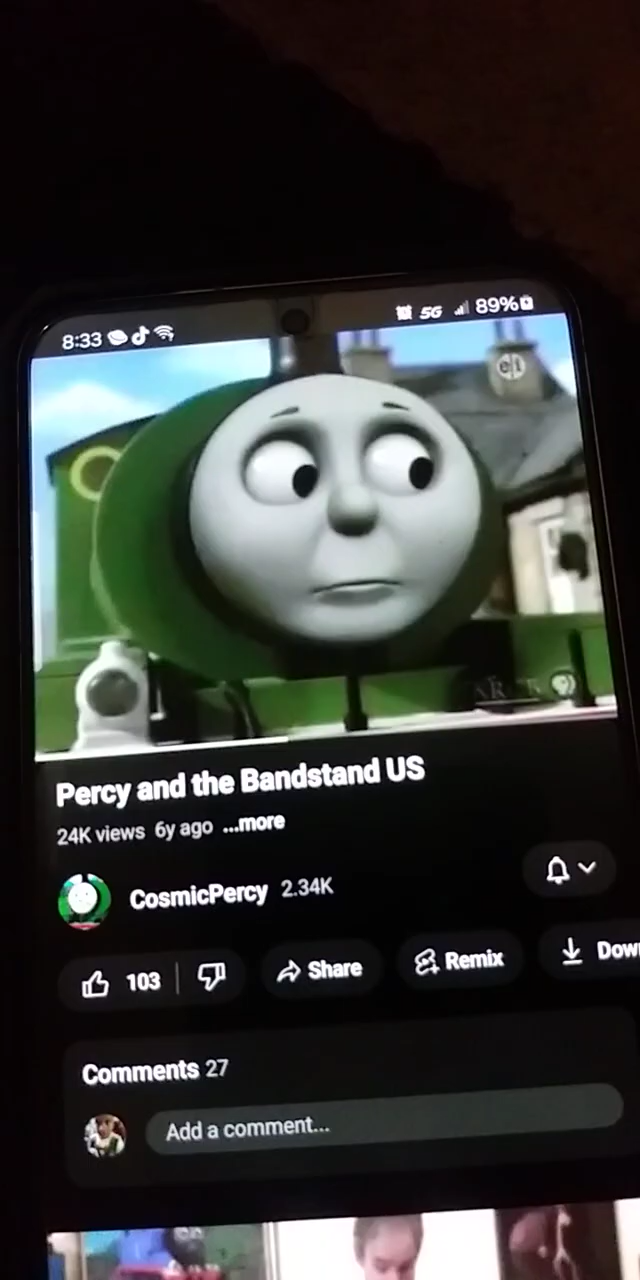 8:33 5G 89%
Percy and the Bandstand US
24K views 6y ago ...more
CosmicPercy 2.34K
103 Share Remix Down
Comments 27
Add a comment...